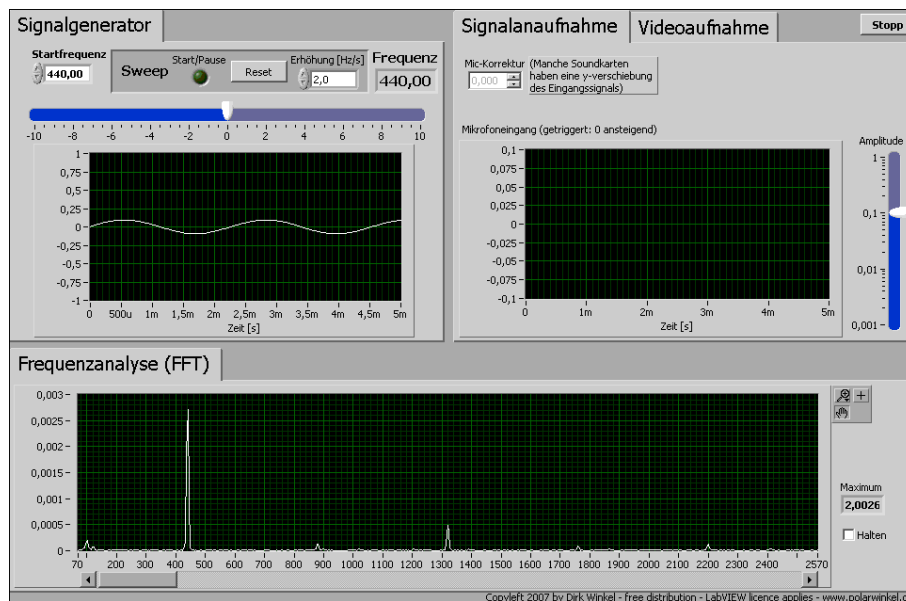 Signalgenerator
Startfrequenz
440,00
Sweep
Start/Pause
Reset
Erhöhung [Hz/s]
2,0
Frequenz
440,00
-10 -8 -6 -4 -2 0 2 4 6 8 10
1
0,75
0,5
0,25
0
-0,25
-0,5
-0,75
-1
0 500u 1m 1,5m 2m 2,5m 3m 3,5m 4m 4,5m 5m
Zeit [s]
Signalanaufnahme
Videoaufnahme
Stopp
Mic-Korrektur
0,000
(Manche Soundkarten
haben eine y-verschiebung
des Eingangssignals)
Mikrofoneingang (getriggert: 0 ansteigend)
0,1
0,075
0,05
0,025
0
-0,025
-0,05
-0,075
-0,1
0 1m 2m 3m 4m 5m
Zeit [s]
Amplitude
1
0,1
0,01
0,001
Frequenzanalyse (FFT)
0,003
0,0025
0,002
0,0015
0,001
0,0005
0
70 200 300 400 500 600 700 800 900 1000 1100 1200 1300 1400 1500 1600 1700 1800 1900 2000 2100 2200 2300 2400 2570
Maximum
2,0026
Halten
Copyleft 2007 by Dirk Winkel - free distribution - LabVIEW licence applies - www.polarwinkel.d